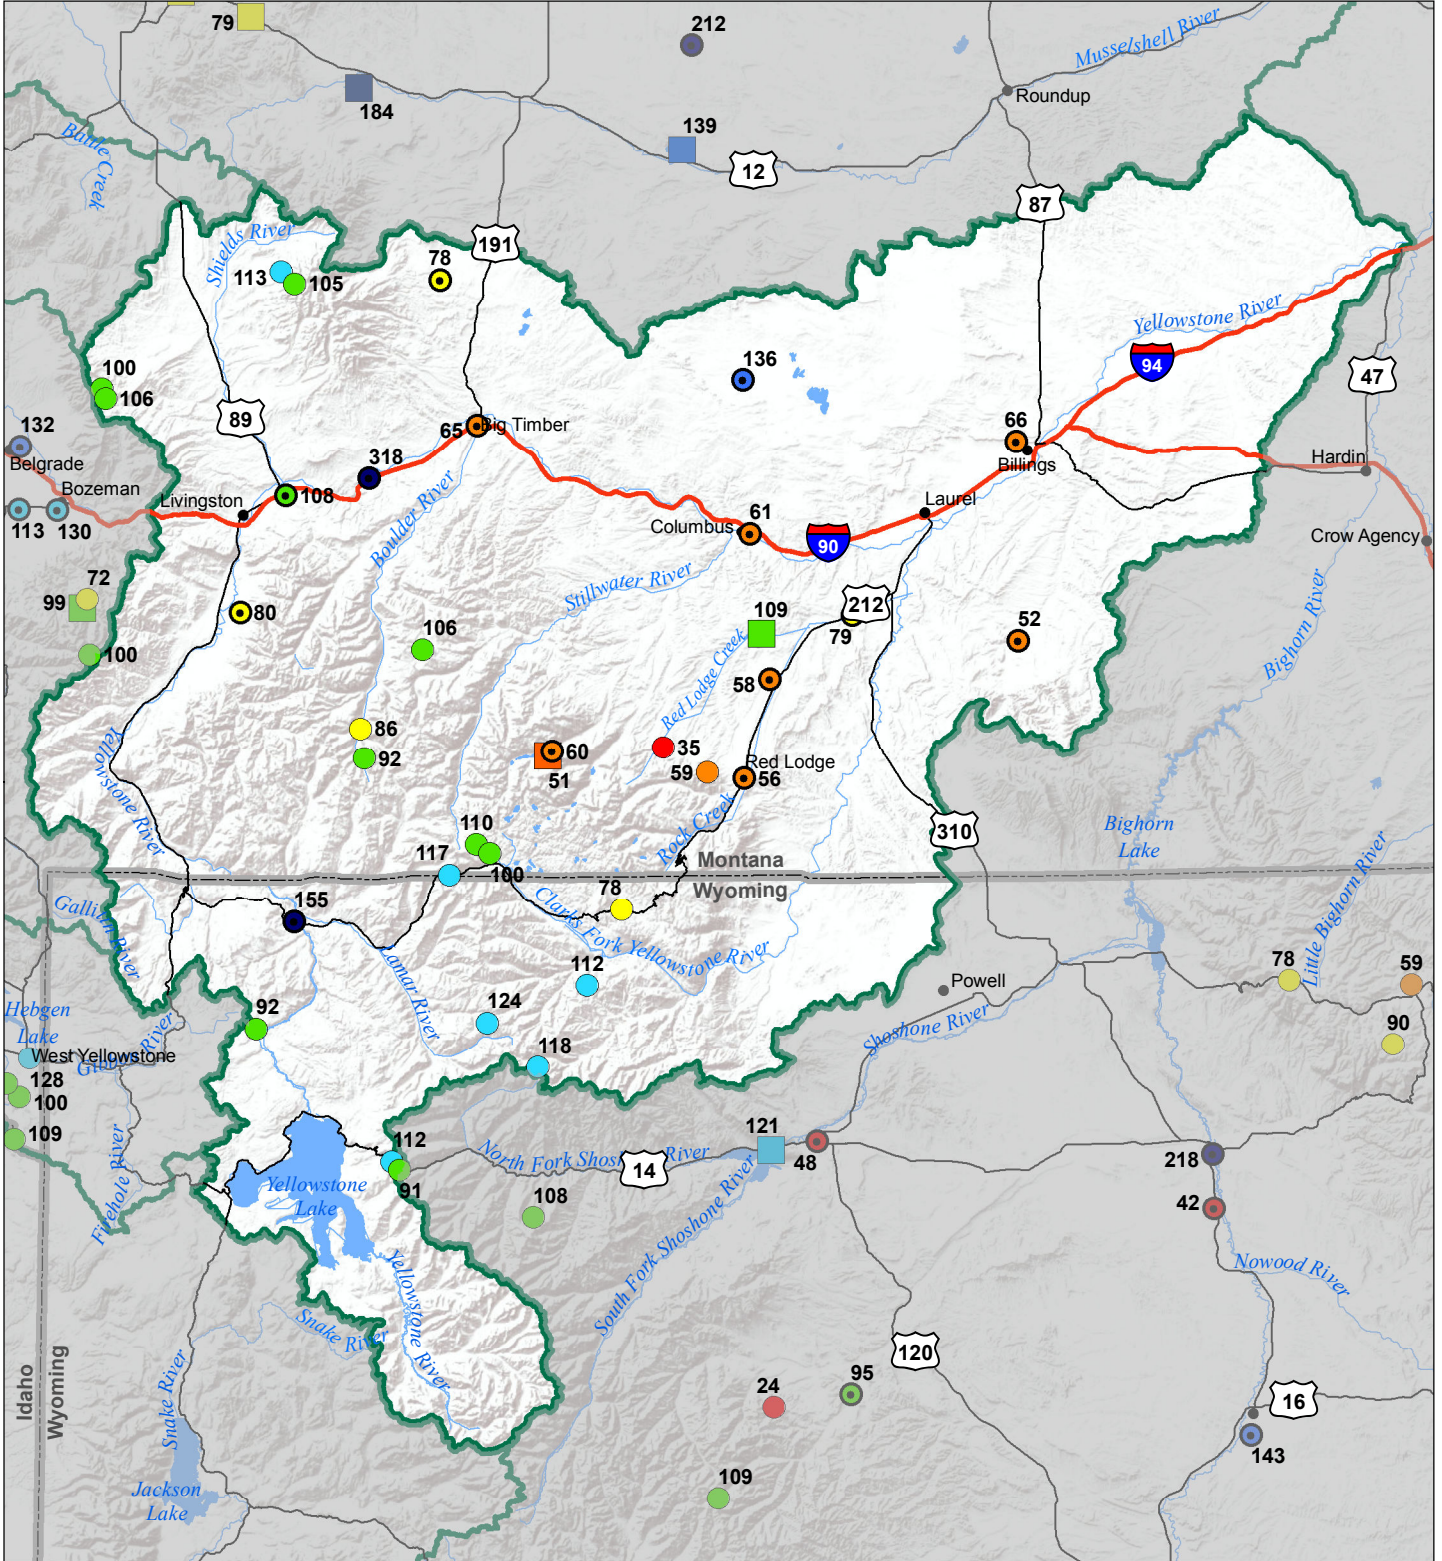 79
212
Musselshell River
184
Roundup
139
12
Battle
Creek
87
Shields River
191
78
113
105
Yellowstone River
136
94
47
100
106
89
132
Belgrade
65
Big Timber
66
Billings
Hardin
318
Bozeman
Livingston
108
Boulder River
Laurel
113
130
Columbus
61
90
Crow Agency
72
99
Stillwater River
212
80
109
79
52
106
100
Red Lodge Creek
58
Bighorn River
86
92
60
51
35
59
Red Lodge
56
Yellowstone River
Rock Creek
310
Bighorn
Lake
110
117
100
Montana
Wyoming
78
Little Bighorn River
155
Gallatin River
Clarks Fork Yellowstone River
Lamar River
112
78
59
Powell
Hebgen
Lake
92
124
Shoshone River
90
West Yellowstone
Gibbon River
118
128
100
109
Firehole River
112
91
North Fork Shoshone River
14
121
48
218
Yellowstone
Lake
108
South Fork Shoshone River
42
Yellowstone River
Nowood River
Snake River
Snake River
120
Idaho
Wyoming
24
95
16
143
Jackson
Lake
109